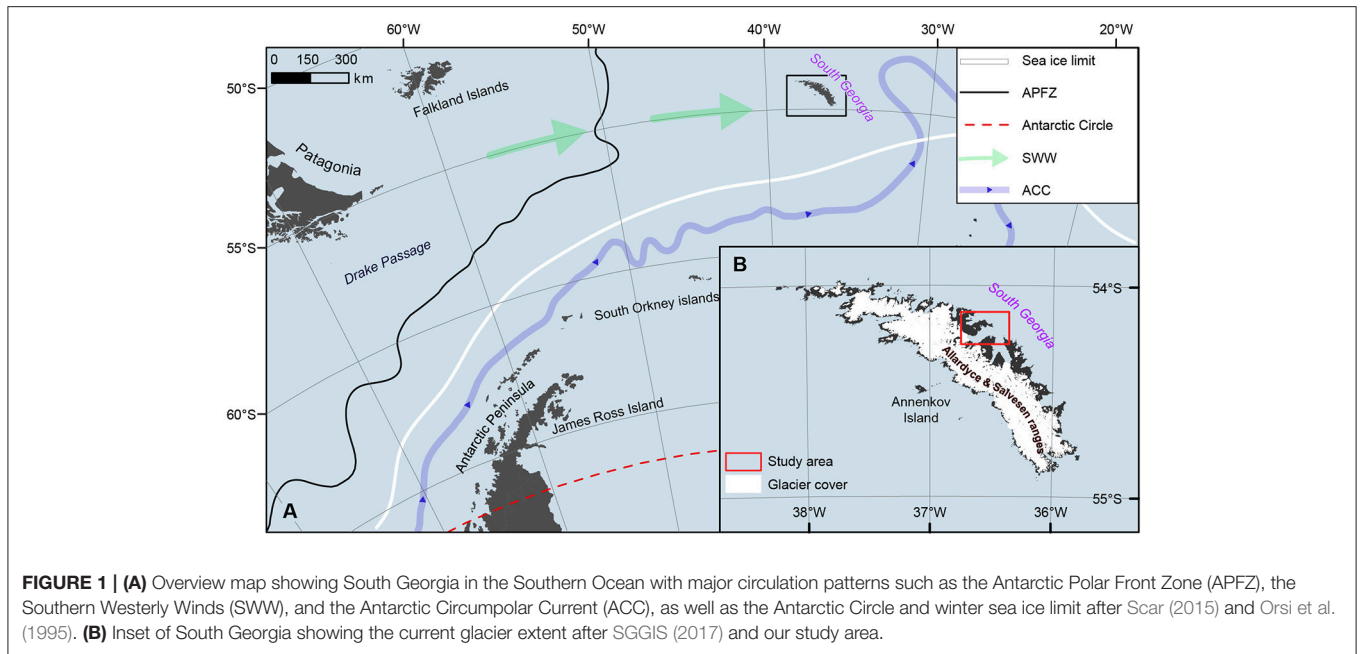 60°W
50°W
40°W
30°W
20°W
0 150 300
km
50°S
55°S
60°S
Falkland Islands
Patagonia
Drake Passage
South Georgia
South Orkney islands
Antarctic Peninsula
James Ross Island
A
Sea ice limit
APFZ
Antarctic Circle
SWW
ACC
B
54°S
South Georgia
Allardyce & Salvesen ranges
Annenkov
Island
Study area
Glacier cover
55°S
38°W
37°W
36°W
FIGURE 1 | (A) Overview map showing South Georgia in the Southern Ocean with major circulation patterns such as the Antarctic Polar Front Zone (APFZ), the
Southern Westerly Winds (SWW), and the Antarctic Circumpolar Current (ACC), as well as the Antarctic Circle and winter sea ice limit after Scar (2015) and Orsi et al.
(1995). (B) Inset of South Georgia showing the current glacier extent after SGGIS (2017) and our study area.